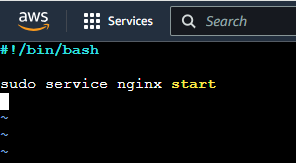 aws
Services
Search
#!/bin/bash
sudo service nginx start
~
~
~